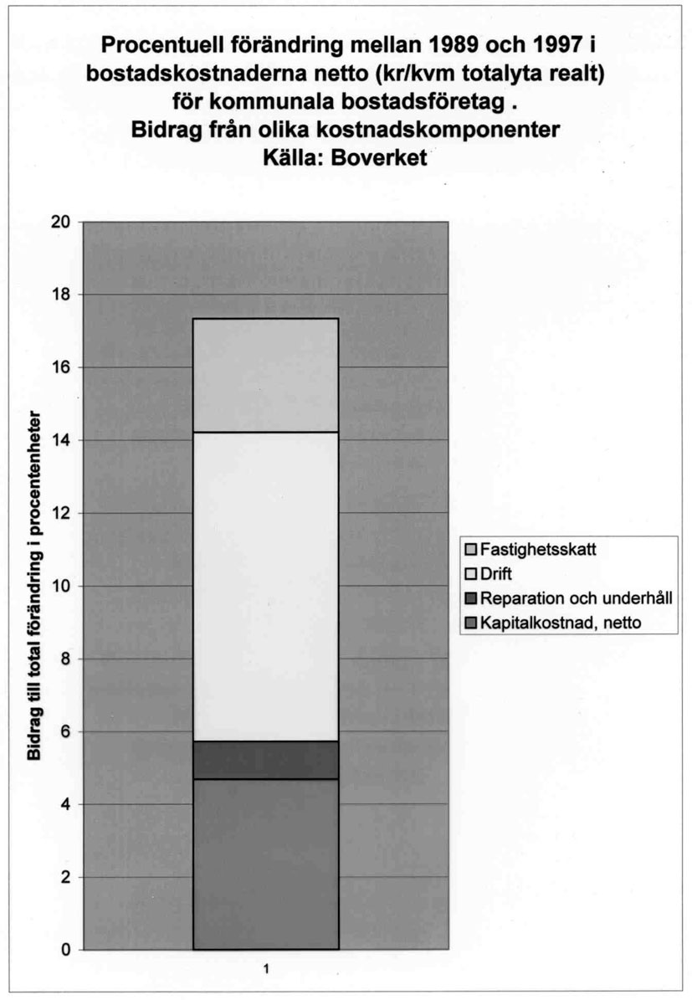 Procentuell förändring mellan 1989 och 1997 i
bostadskostnaderna netto (kr/kvm totalyta realt)
för kommunala bostadsföretag .
Bidrag från olika kostnadskomponenter
Källa: Boverket
Bidrag till total förändring i procentenheter
20
18
16
14
12
10
8
6
4
2
0
1
Fastighetsskatt
Drift
Reparation och underhåll
Kapitalkostnad, netto